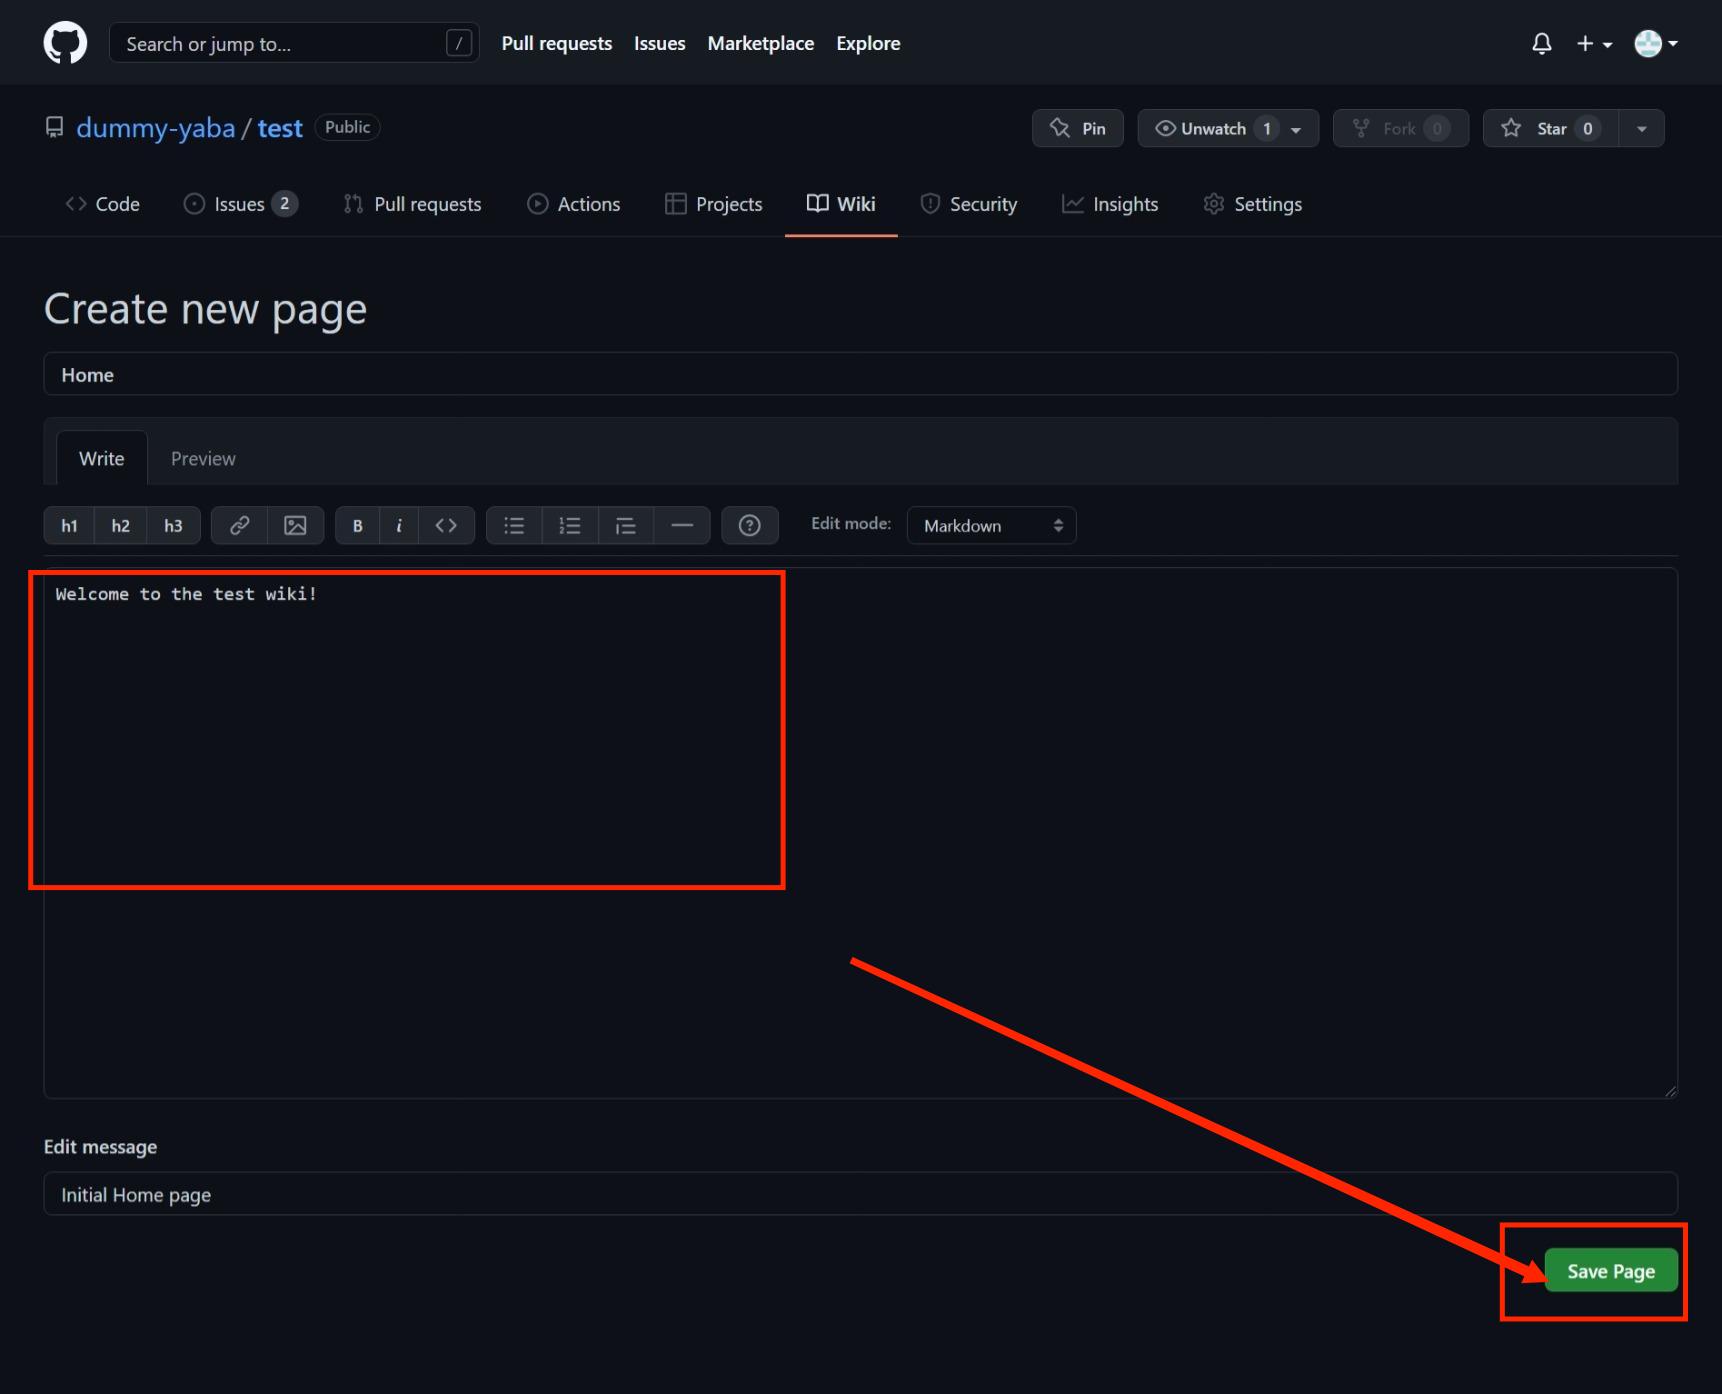 Search or jump to... / Pull requests Issues Marketplace Explore
dummy-yaba / test Public Pin Unwatch 1 Fork 0 Star 0
Code Issues 2 Pull requests Actions Projects Wiki Security Insights Settings
Create new page
Home
Write Preview
h1 h2 h3 B i Edit mode: Markdown
Welcome to the test wiki!
Edit message
Initial Home page
Save Page